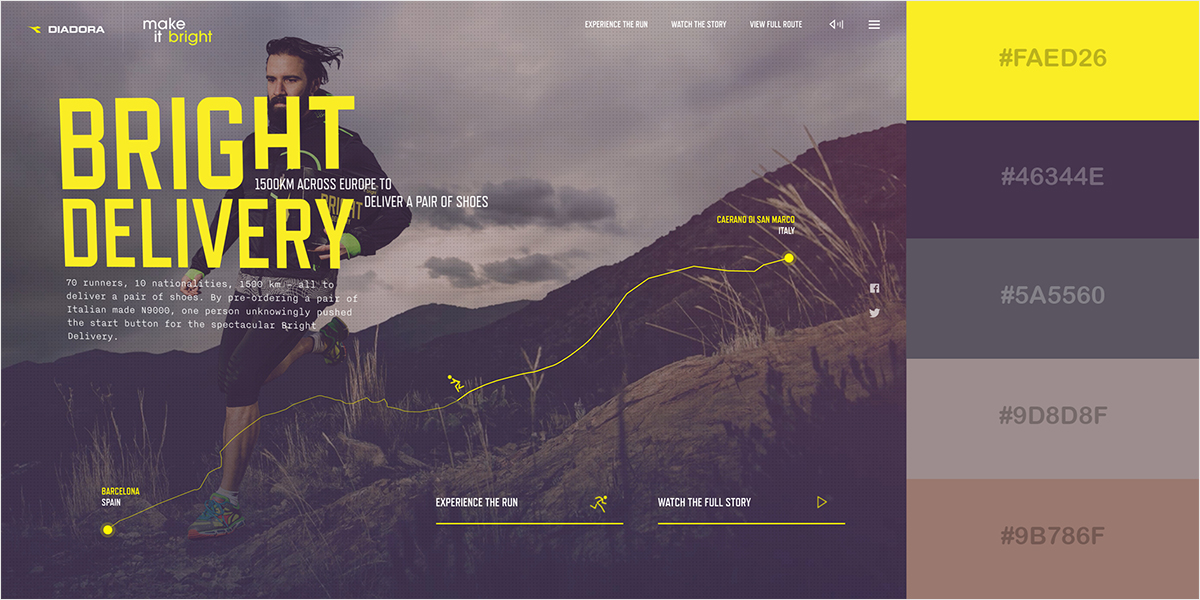 DIADORA
make
it bright
EXPERIENCE THE RUN
WATCH THE STORY
VIEW FULL ROUTE
BRIGHT
DELIVERY
1500KM ACROSS EUROPE TO
DELIVER A PAIR OF SHOES
BRIGHT
70 runners, 10 nationalities, 1500 km – all to
deliver a pair of shoes. By pre-ordering a pair of
Italian made N9000, one person unknowingly pushed
the start button for the spectacular Bright
Delivery.
CAERANO DI SAN MARCO
ITALY
BARCELONA
SPAIN
EXPERIENCE THE RUN
WATCH THE FULL STORY
#FAED26
#46344E
#5A5560
#9D8D8F
#9B786F